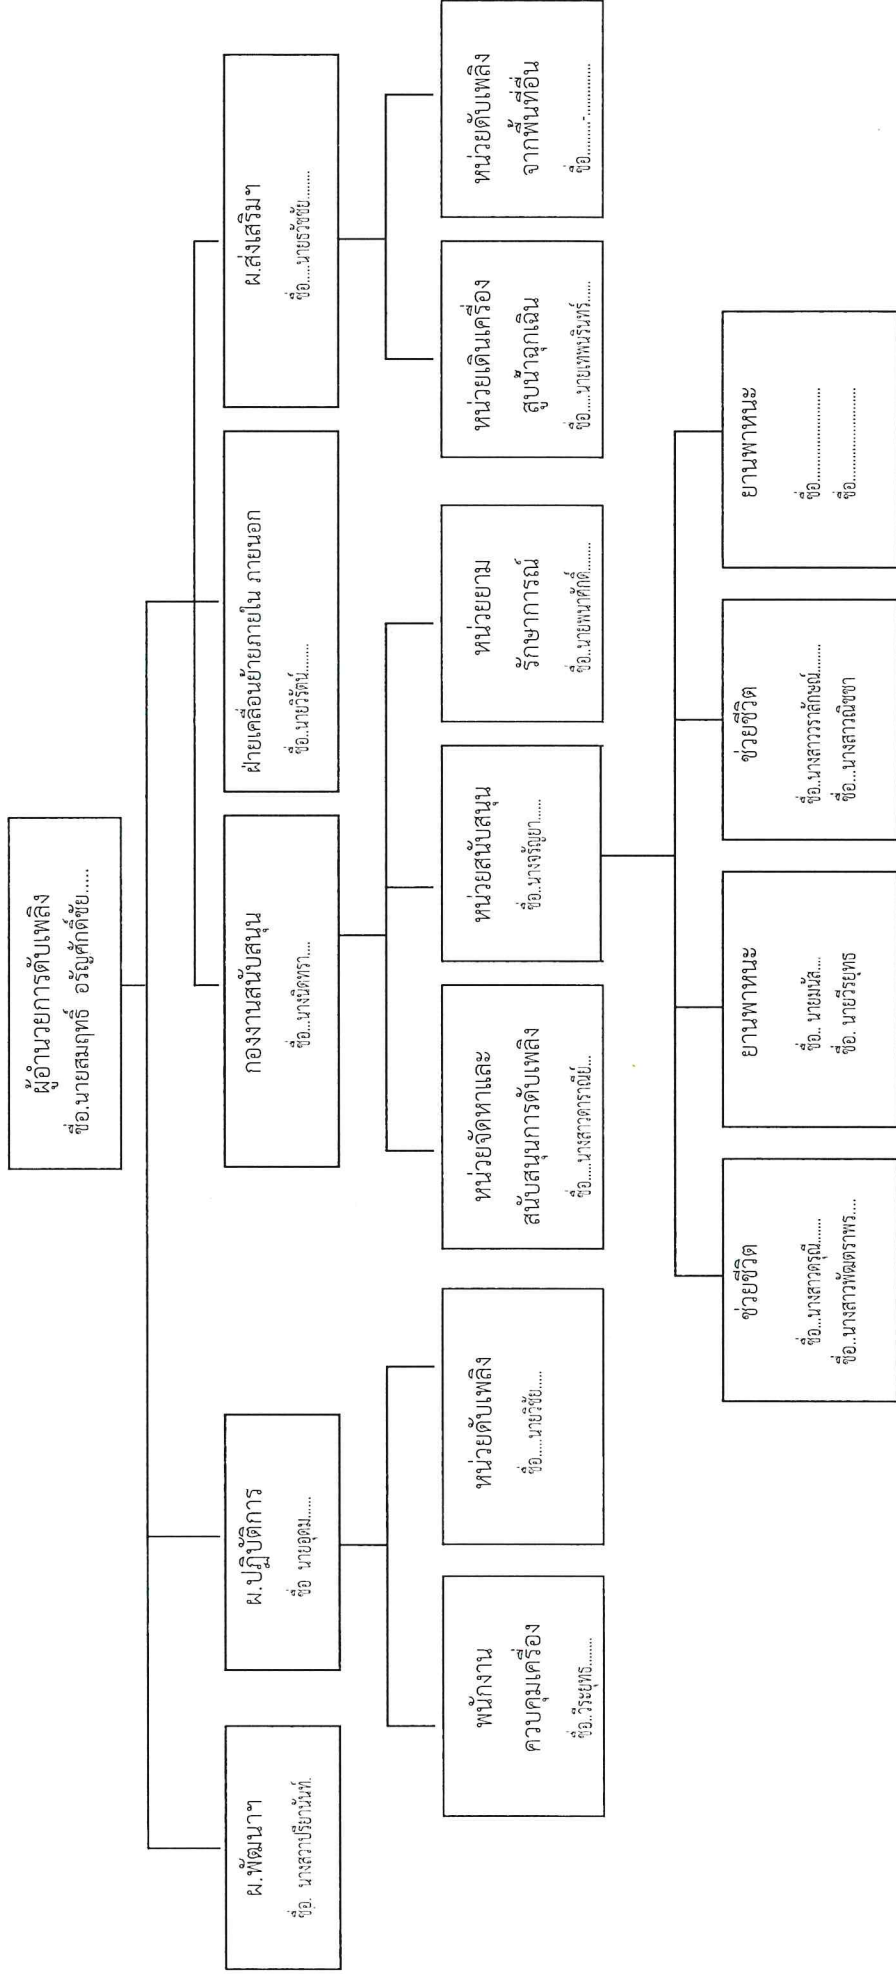 ผู้อำนวยการดับเพลิง
ชื่อ.นายสมฤทธิ์ อรัญศักดิ์ชัย.....
ผ.พัฒนาฯ
ชื่อ. นางสวาปรียานันท์.
ผ.ปฏิบัติการ
ชื่อ นายอุดม......
กองงานสนับสนุน
ชื่อ...นางนิดทรา....
ฝ่ายเคลื่อนย้ายภายใน ภายนอก
ชื่อ..นายวิรัตน์........
ผ.ส่งเสริมฯ
ชื่อ....นายธวัชชัย........
พนักงาน
ควบคุมเครื่อง
ชื่อ..วีระยุทธ........
หน่วยดับเพลิง
ชื่อ.....นายวิชัย.....
หน่วยจัดหาและ
สนับสนุนการดับเพลิง
ชื่อ.....นางสาวดาราณีย์...
หน่วยสนับสนุน
ชื่อ..นางจรัญยา......
หน่วยยาม
รักษาการณ์
ชื่อ..นายพนาศักดิ์........
หน่วยเดินเครื่อง
สูบน้ำฉุกเฉิน
ชื่อ.....นายเทพนรินทร์......
หน่วยดับเพลิง
จากพื้นที่อื่น
ชื่อ.........-...............
ช่วยชีวิต
ชื่อ...นางสาวดรุณี.......
ชื่อ..นางสาวพัฒตราพร....
ยานพาหนะ
ชื่อ.. นายมนัส....
ชื่อ. นายวีรยุทธ
ช่วยชีวิต
ชื่อ..นางสาววราลักษณ์.......
ชื่อ...นางสาวณิชชา
ยานพาหนะ
ชื่อ..........................
ชื่อ..........................